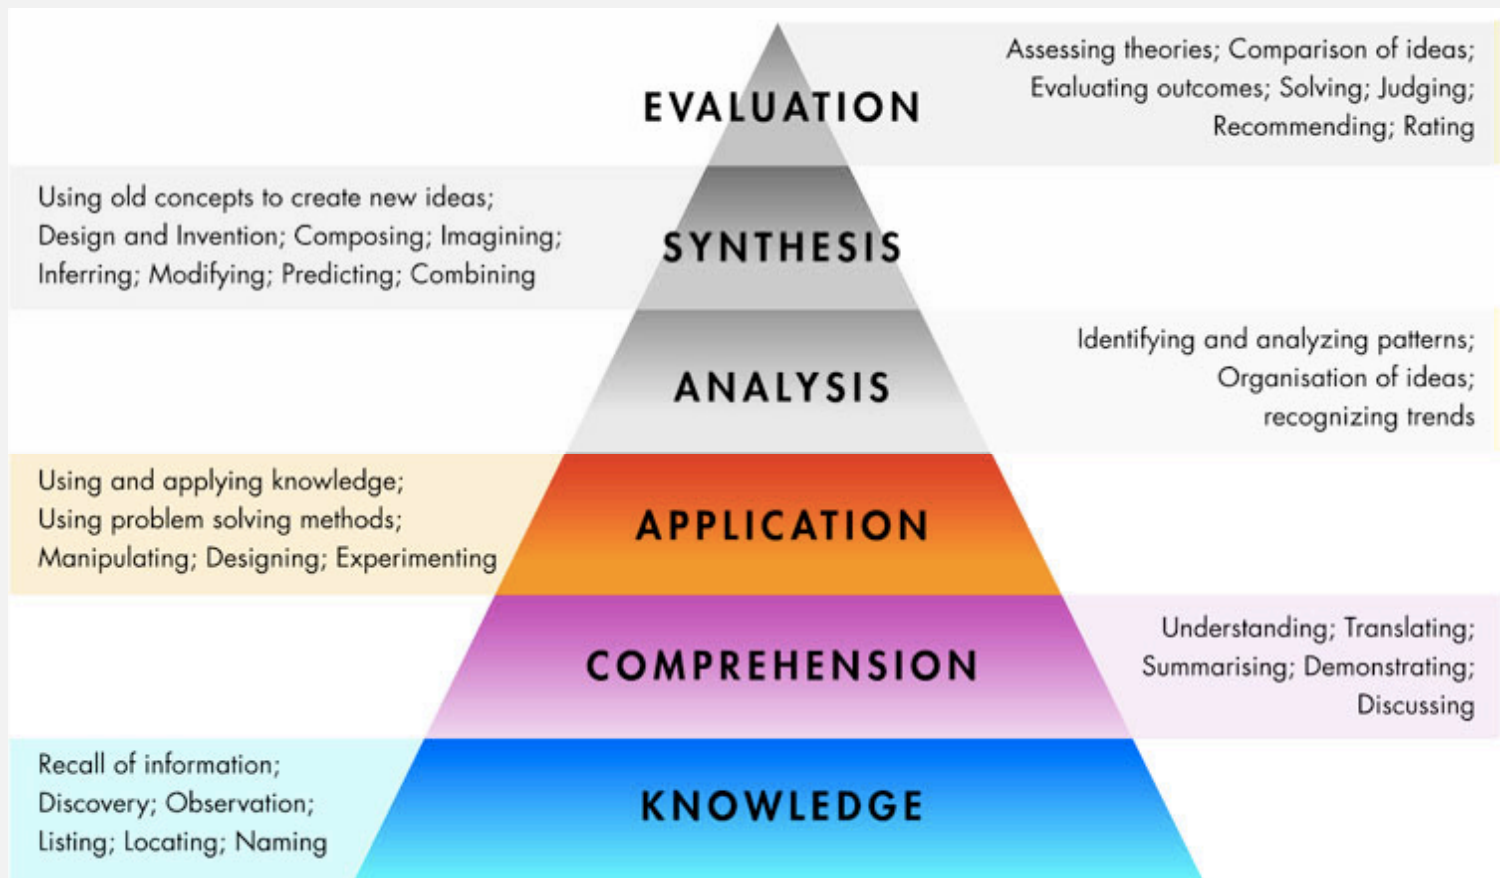 EVALUATION
Assessing theories; Comparison of ideas;
Evaluating outcomes; Solving; Judging;
Recommending; Rating
Using old concepts to create new ideas;
Design and Invention; Composing; Imagining;
Inferring; Modifying; Predicting; Combining
SYNTHESIS
ANALYSIS
Identifying and analyzing patterns;
Organisation of ideas;
recognizing trends
Using and applying knowledge;
Using problem solving methods;
Manipulating; Designing; Experimenting
APPLICATION
COMPREHENSION
Understanding; Translating;
Summarising; Demonstrating;
Discussing
Recall of information;
Discovery; Observation;
Listing; Locating; Naming
KNOWLEDGE